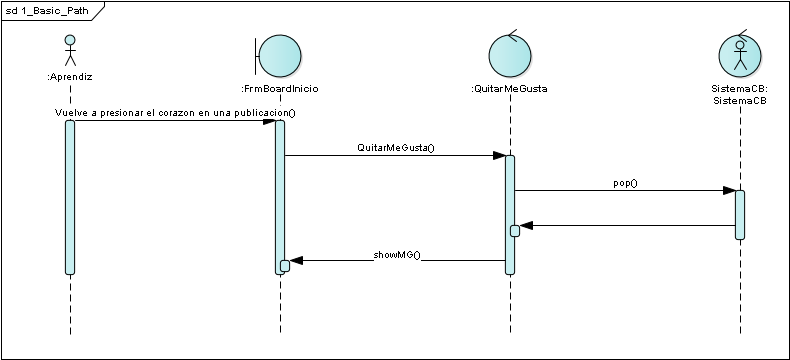 sd 1_Basic_Path
:Aprendiz
:FrmBoardInicio
:QuitarMeGusta
SistemaCB:
SistemaCB
Vuelve a presionar el corazon en una publicacion()
QuitarMeGusta()
pop()
showMG()